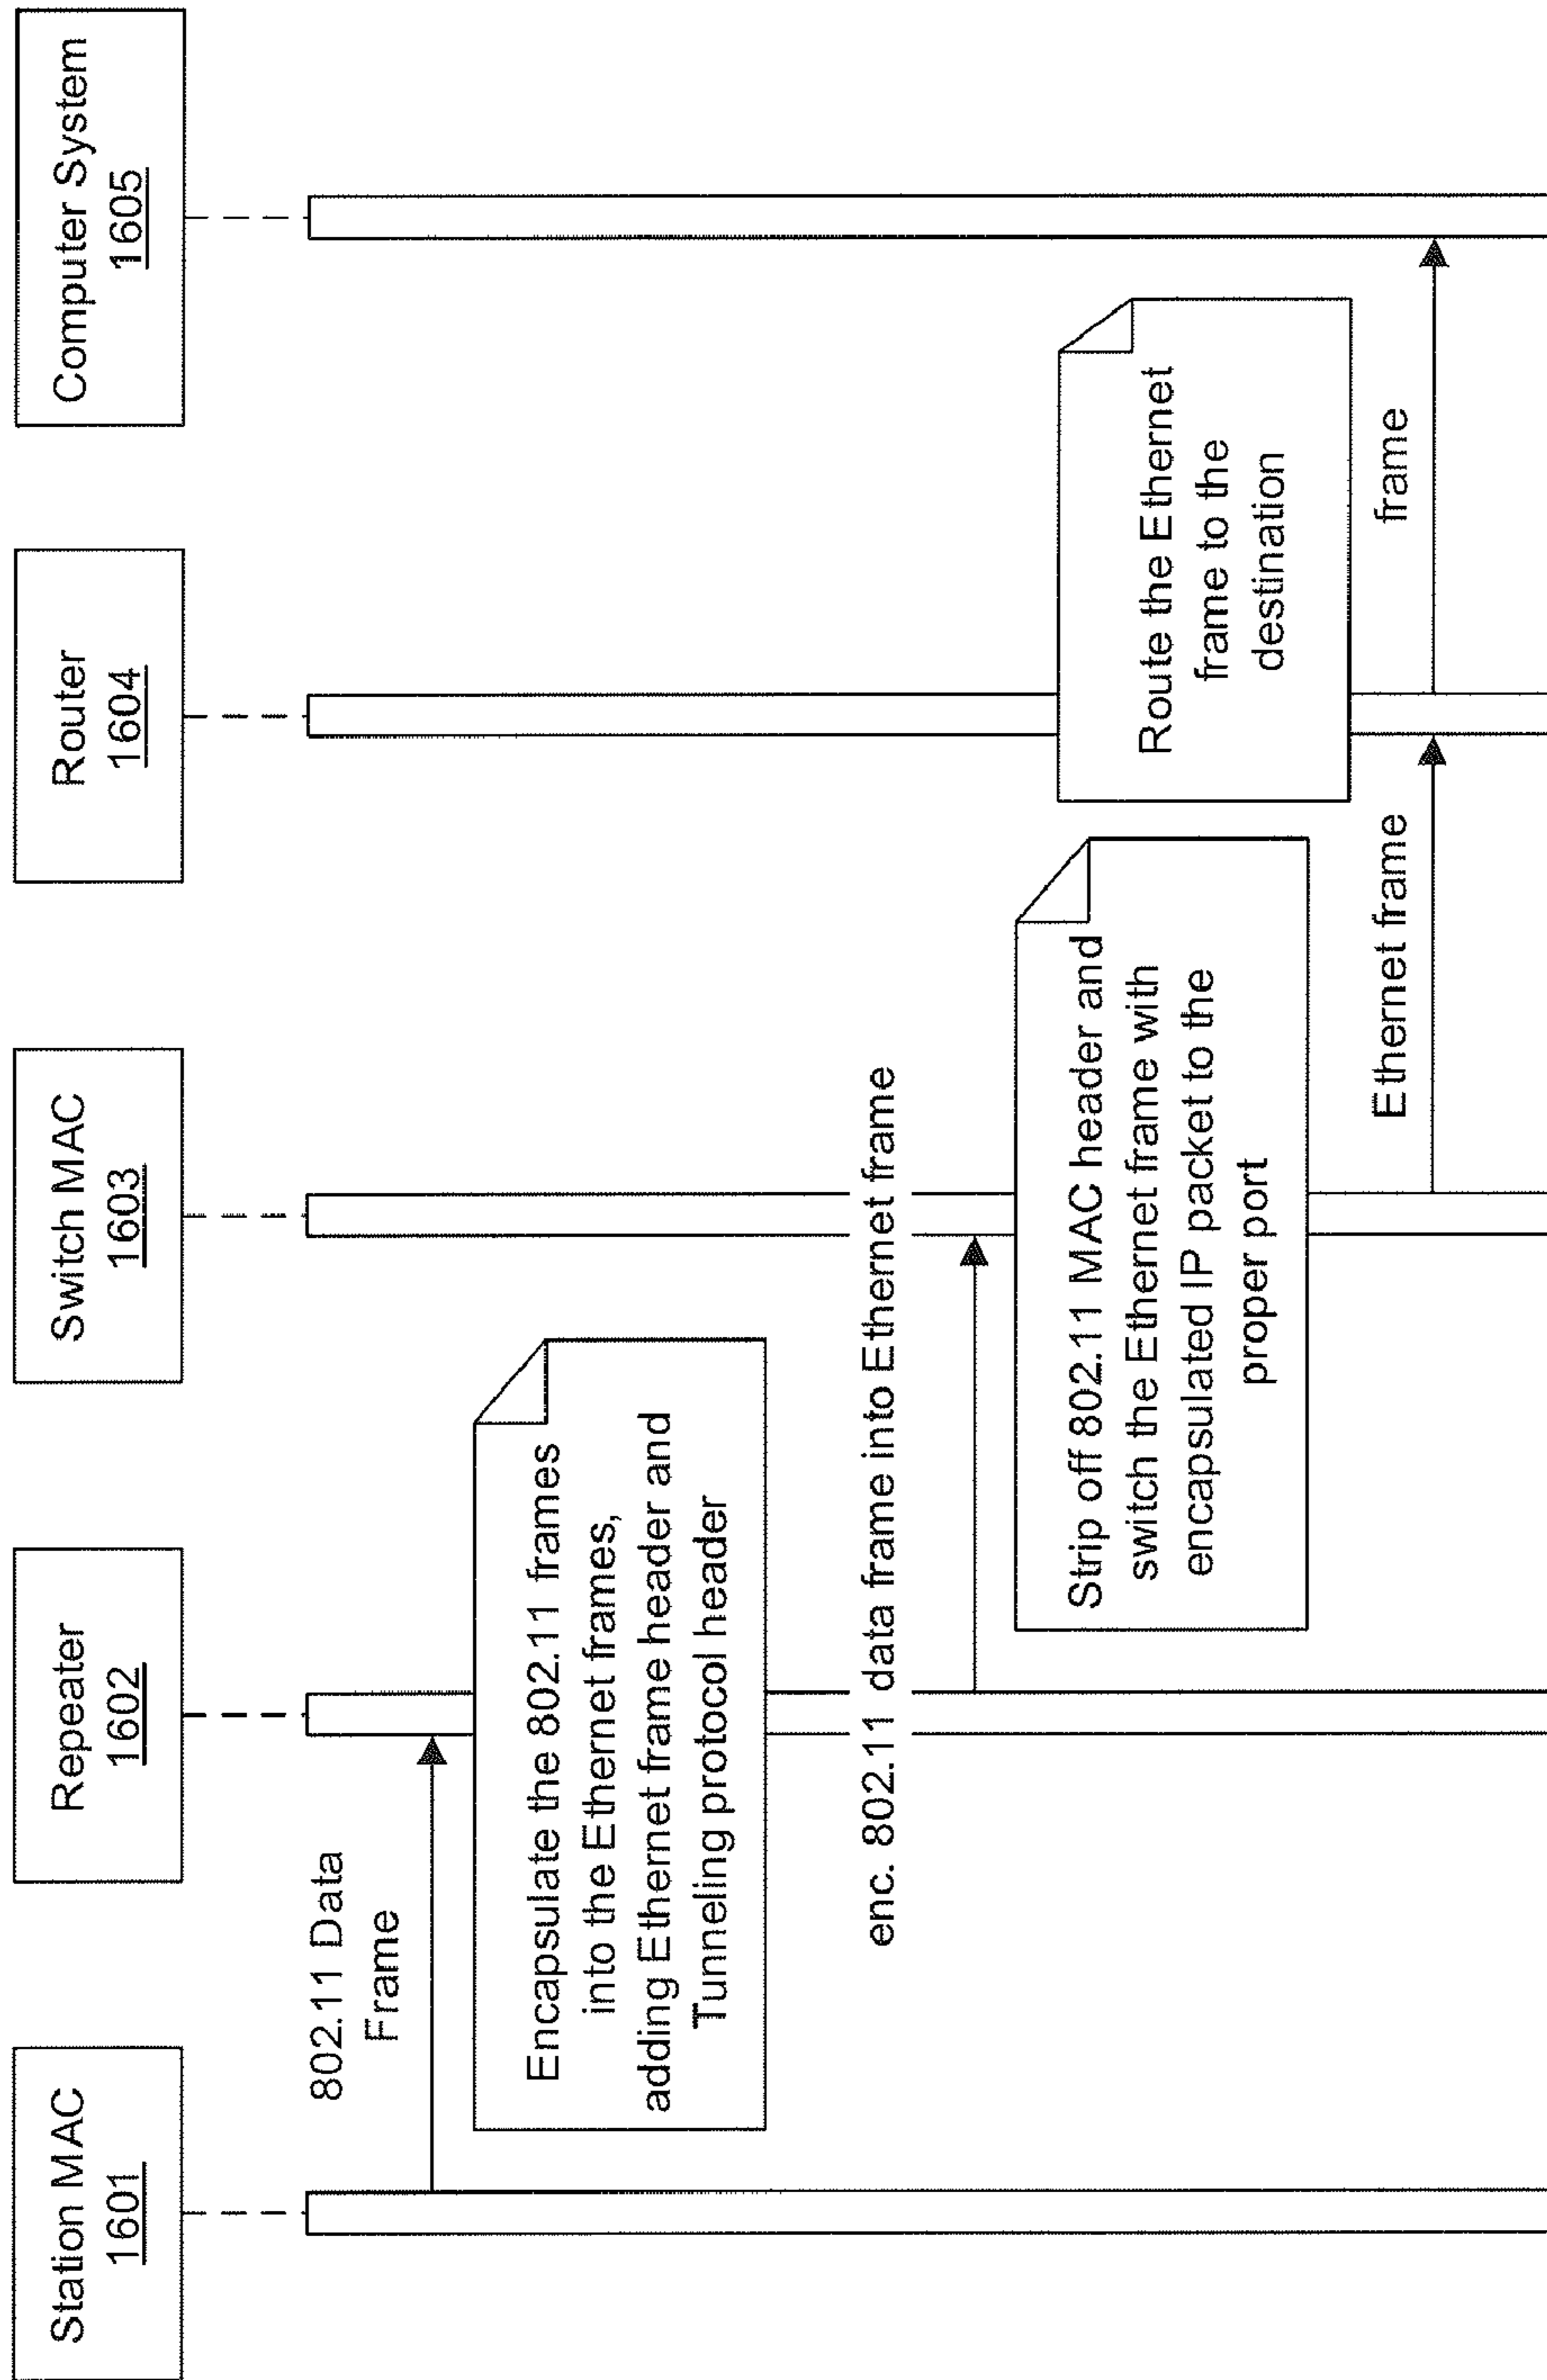 Station MAC
1601
Repeater
1602
Switch MAC
1603
Router
1604
Computer System
1605
802.11 Data
Frame
Encapsulate the 802.11 frames
into the Ethernet frames,
adding Ethernet frame header and
Tunneling protocol header
enc. 802.11 data frame into Ethernet frame
Strip off 802.11 MAC header and
switch the Ethernet frame with
encapsulated IP packet to the
proper port
Route the Ethernet
frame to the
destination
Ethernet frame
frame